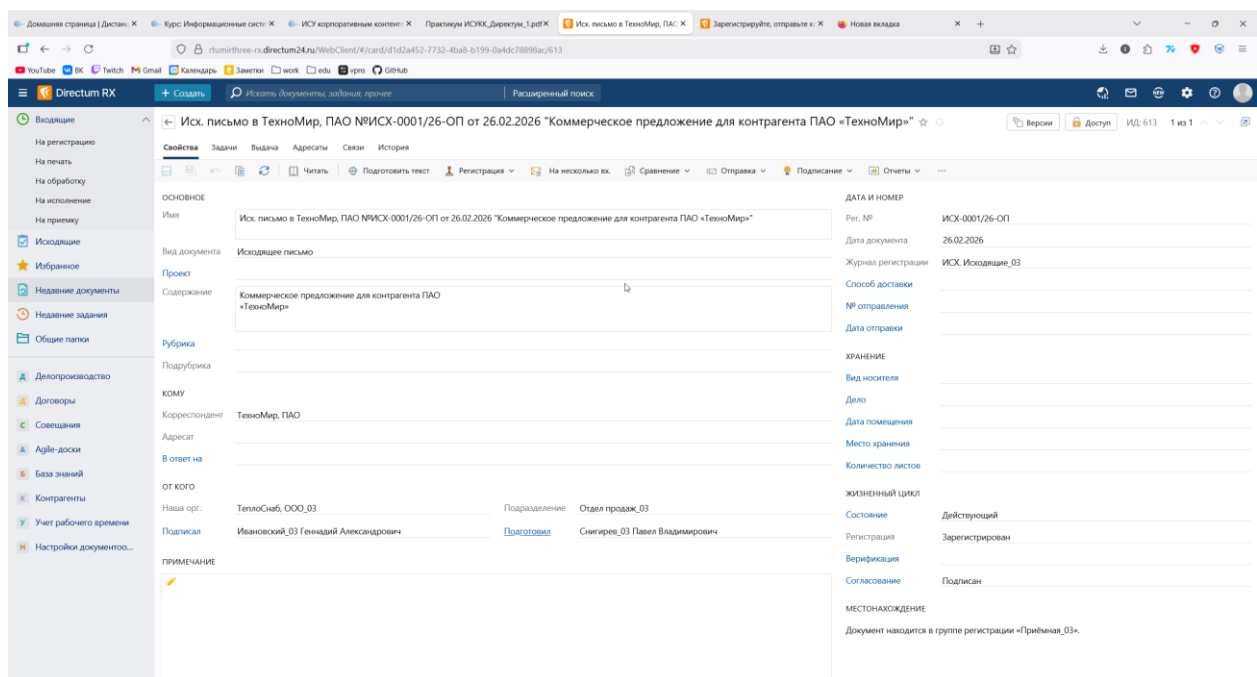 Домашняя страница | Дистанц
Курс: Информационные систе
ИСУ корпоративным контент
Практикум ИСУКК_Директум_1.pdf
Исх. письмо в ТехноМир, ПАО
Зарегистрируйте, отправьте к
Новая вкладка
rtumirthree-rx.directum24.ru/WebClient/#/card/d1d2a452-7732-4ba8-b199-0a4dc78898ac/613
YouTube ВК Twitch Gmail Календарь Заметки work edu vpns GitHub
Directum RX
+ Создать
Искать документы, задания, прочее
Расширенный поиск
Входящие
На регистрацию
На печать
На обработку
На исполнение
На приемку
Исходящие
Избранное
Недавние документы
Недавние задания
Общие папки
Д Делопроизводство
Д Договоры
С Совещания
A Agile-доски
Б База знаний
К Контрагенты
У Учет рабочего времени
Н Настройки документоо...
Исх. письмо в ТехноМир, ПАО №ИСХ-0001/26-ОП от 26.02.2026 "Коммерческое предложение для контрагента ПАО «ТехноМир»"
Версии
Доступ
ИД: 613
1 из 1
Свойства Задачи Выдача Адресаты Связи История
Читать Подготовить текст Регистрация На несколько вх. Сравнение Отправка Подписание Отчеты ...
ОСНОВНОЕ
Имя Исх. письмо в ТехноМир, ПАО №ИСХ-0001/26-ОП от 26.02.2026 "Коммерческое предложение для контрагента ПАО «ТехноМир»"
Вид документа Исходящее письмо
Проект
Содержание Коммерческое предложение для контрагента ПАО
«ТехноМир»
Рубрика
Подрубрика
КОМУ
Корреспондент ТехноМир, ПАО
Адресат
В ответ на
ОТ КОГО
Наша орг. ТеплоСнаб, ООО_03 Подразделение Отдел продаж_03
Подписал Ивановский_03 Геннадий Александрович Подготовил Снигирев_03 Павел Владимирович
ПРИМЕЧАНИЕ
ДАТА И НОМЕР
Рег. № ИСХ-0001/26-ОП
Дата документа 26.02.2026
Журнал регистрации ИСХ. Исходящие_03
Способ доставки
№ отправления
Дата отправки
ХРАНЕНИЕ
Вид носителя
Дело
Дата помещения
Место хранения
Количество листов
ЖИЗНЕННЫЙ ЦИКЛ
Состояние Действующий
Регистрация Зарегистрирован
Верификация
Согласование Подписан
МЕСТОНАХОЖДЕНИЕ
Документ находится в группе регистрации «Приёмная_03».